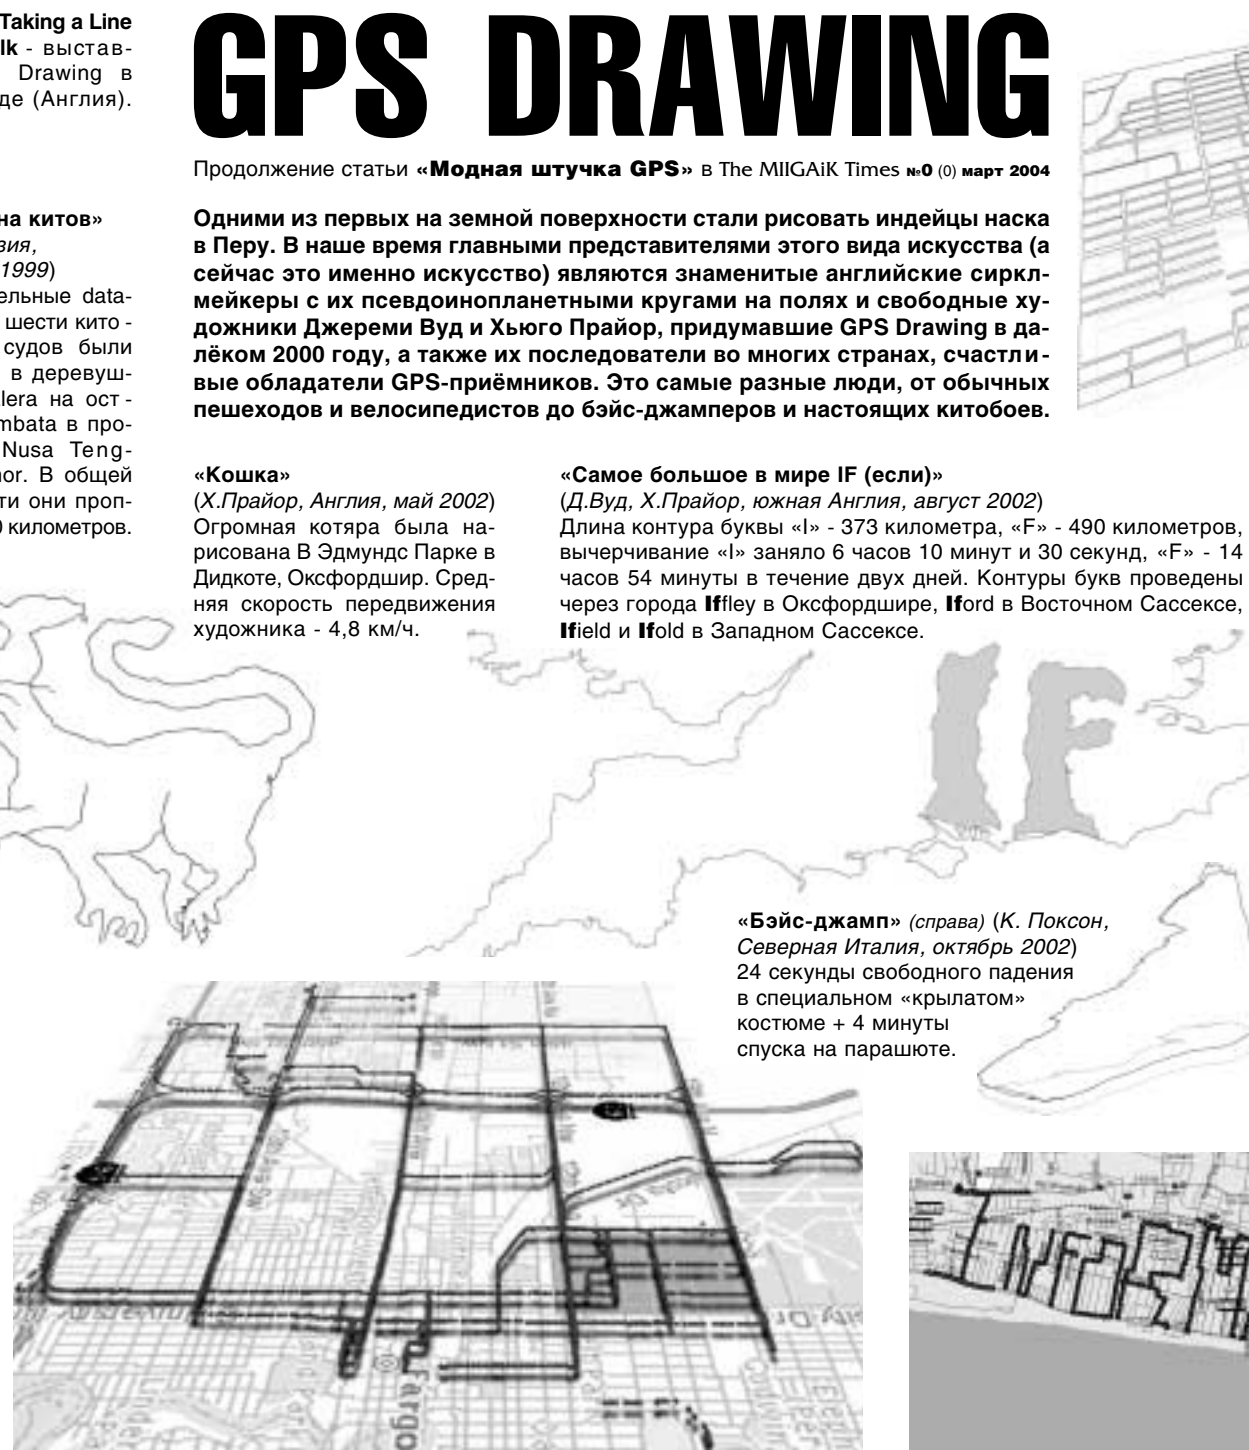 Taking a Line
lk - выстав-
Drawing в
де (Англия).
на китов»
зия,
1999)
ельные data-
шести кито -
судов были
в деревуш-
lera на ост -
mbata в про-
Nusa Teng-
nor. В общей
ти они проп-
0 километров.
GPS DRAWING
Продолжение статьи «Модная штучка GPS» в The MIIGAiK Times №0 (0) март 2004
Одними из первых на земной поверхности стали рисовать индейцы наска
в Перу. В наше время главными представителями этого вида искусства (а
сейчас это именно искусство) являются знаменитые английские сиркл-
мейкеры с их псевдоинопланетными кругами на полях и свободные ху-
дожники Джереми Вуд и Хьюго Прайор, придумавшие GPS Drawing в да-
лёком 2000 году, а также их последователи во многих странах, счастли -
вые обладатели GPS-приёмников. Это самые разные люди, от обычных
пешеходов и велосипедистов до бэйс-джамперов и настоящих китобоев.
«Кошка»
(Х.Прайор, Англия, май 2002)
Огромная котяра была на-
рисована В Эдмундс Парке в
Дидкоте, Оксфордшир. Сред-
няя скорость передвижения
художника - 4,8 км/ч.
«Самое большое в мире IF (если)»
(Д.Вуд, Х.Прайор, южная Англия, август 2002)
Длина контура буквы «I» - 373 километра, «F» - 490 километров,
вычерчивание «I» заняло 6 часов 10 минут и 30 секунд, «F» - 14
часов 54 минуты в течение двух дней. Контуры букв проведены
через города Iffley в Оксфордшире, Iford в Восточном Сассексе,
Ifield и Ifold в Западном Сассексе.
IF
«Бэйс-джамп» (справа) (К. Поксон,
Северная Италия, октябрь 2002)
24 секунды свободного падения
в специальном «крылатом»
костюме + 4 минуты
спуска на парашюте.
Fargo